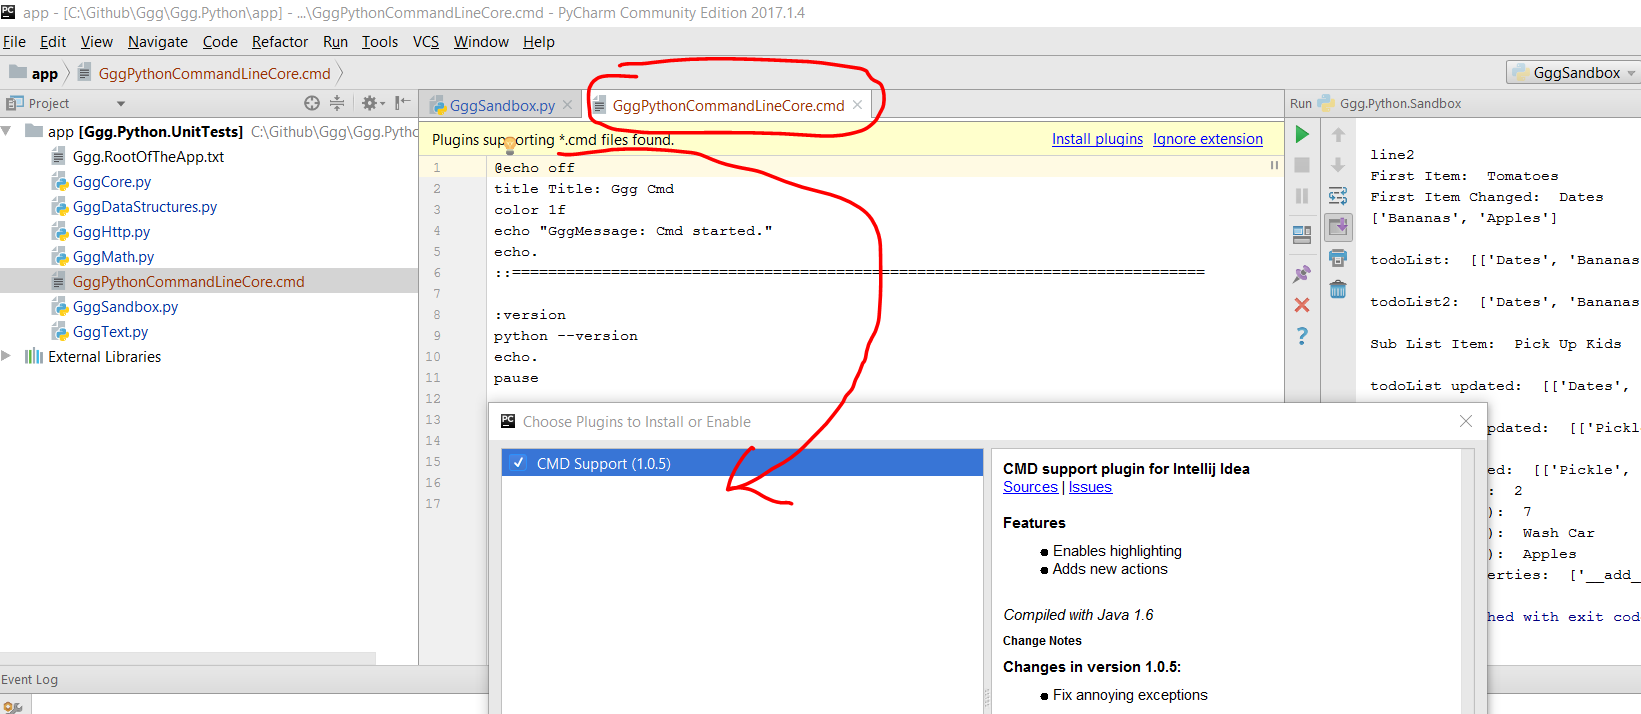 app - [C:\Github\Ggg\Ggg.Python\app] - ...\GggPythonCommandLineCore.cmd - PyCharm Community Edition 2017.1.4
File Edit View Navigate Code Refactor Run Tools VCS Window Help
app GggPythonCommandLineCore.cmd GggSandbox
Project
GggSandbox.py GggPythonCommandLineCore.cmd
Run Ggg.Python.Sandbox
app [Ggg.Python.UnitTests] C:\Github\Ggg\Ggg.Pythc
Ggg.RootOfTheApp.txt
GggCore.py
GggDataStructures.py
GggHttp.py
GggMath.py
GggPythonCommandLineCore.cmd
GggSandbox.py
GggText.py
External Libraries
Plugins supporting *.cmd files found. Install plugins Ignore extension
1 @echo off
2 title Title: Ggg Cmd
3 color 1f
4 echo "GggMessage: Cmd started."
5 echo.
6 ::=============================================================================
7
8 :version
9 python --version
10 echo.
11 pause
12
13
14
15
16
17
line2
First Item:  Tomatoes
First Item Changed:  Dates
['Bananas', 'Apples']
todoList:  [['Dates', 'Bananas
todoList2:  ['Dates', 'Bananas
Sub List Item:  Pick Up Kids
todoList updated:  [['Dates',
pdated:  [['Pickl
ed:  [['Pickle',
:  2
):  7
):  Wash Car
):  Apples
erties:  ['__add_
hed with exit cod
Choose Plugins to Install or Enable
CMD Support (1.0.5)
CMD support plugin for Intellij Idea
Sources | Issues
Features
Enables highlighting
Adds new actions
Compiled with Java 1.6
Change Notes
Changes in version 1.0.5:
Fix annoying exceptions
Event Log